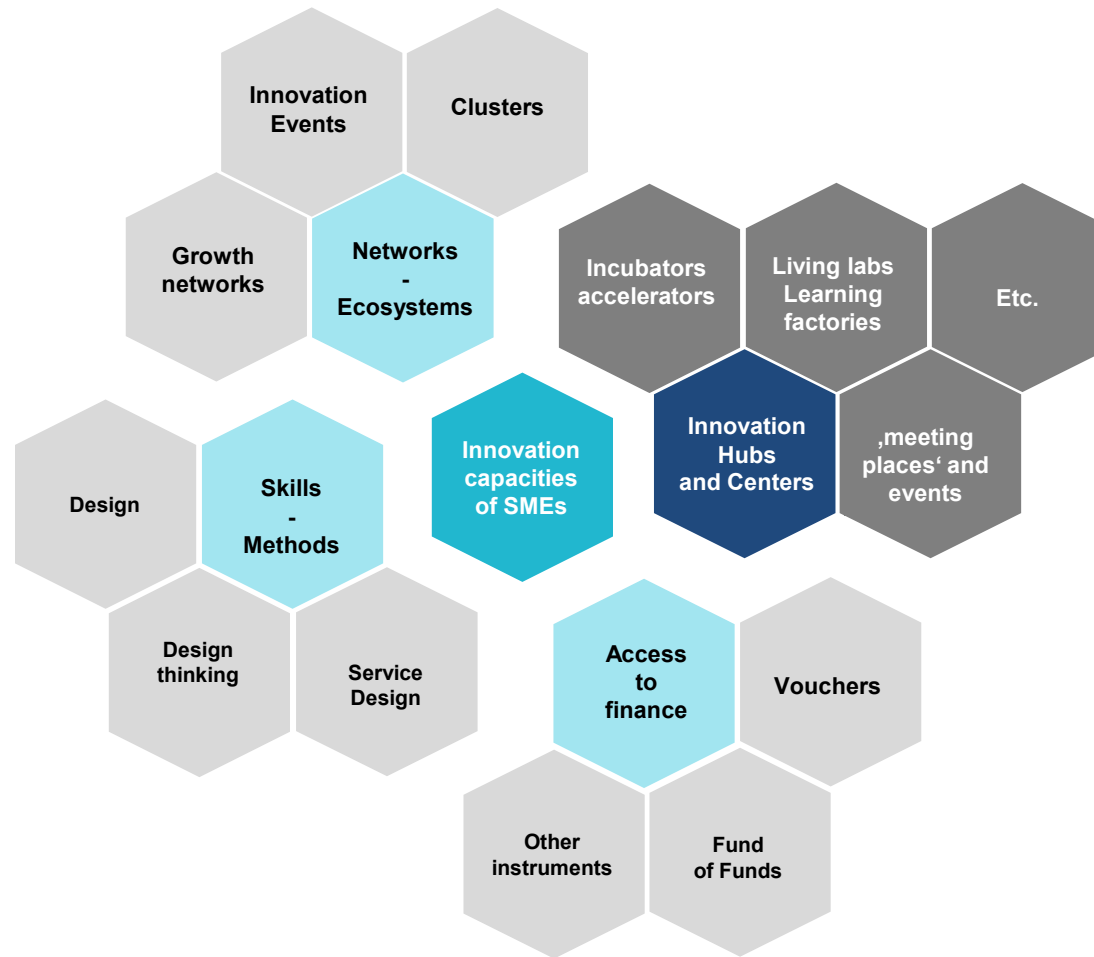 Innovation
Events
Clusters
Growth
networks
Networks
-
Ecosystems
Incubators
accelerators
Living labs
Learning
factories
Etc.
Innovation
capacities
of SMEs
Innovation
Hubs
and Centers
‚meeting
places‘ and
events
Design
Skills
-
Methods
Design
thinking
Service
Design
Access
to
finance
Vouchers
Other
instruments
Fund
of Funds